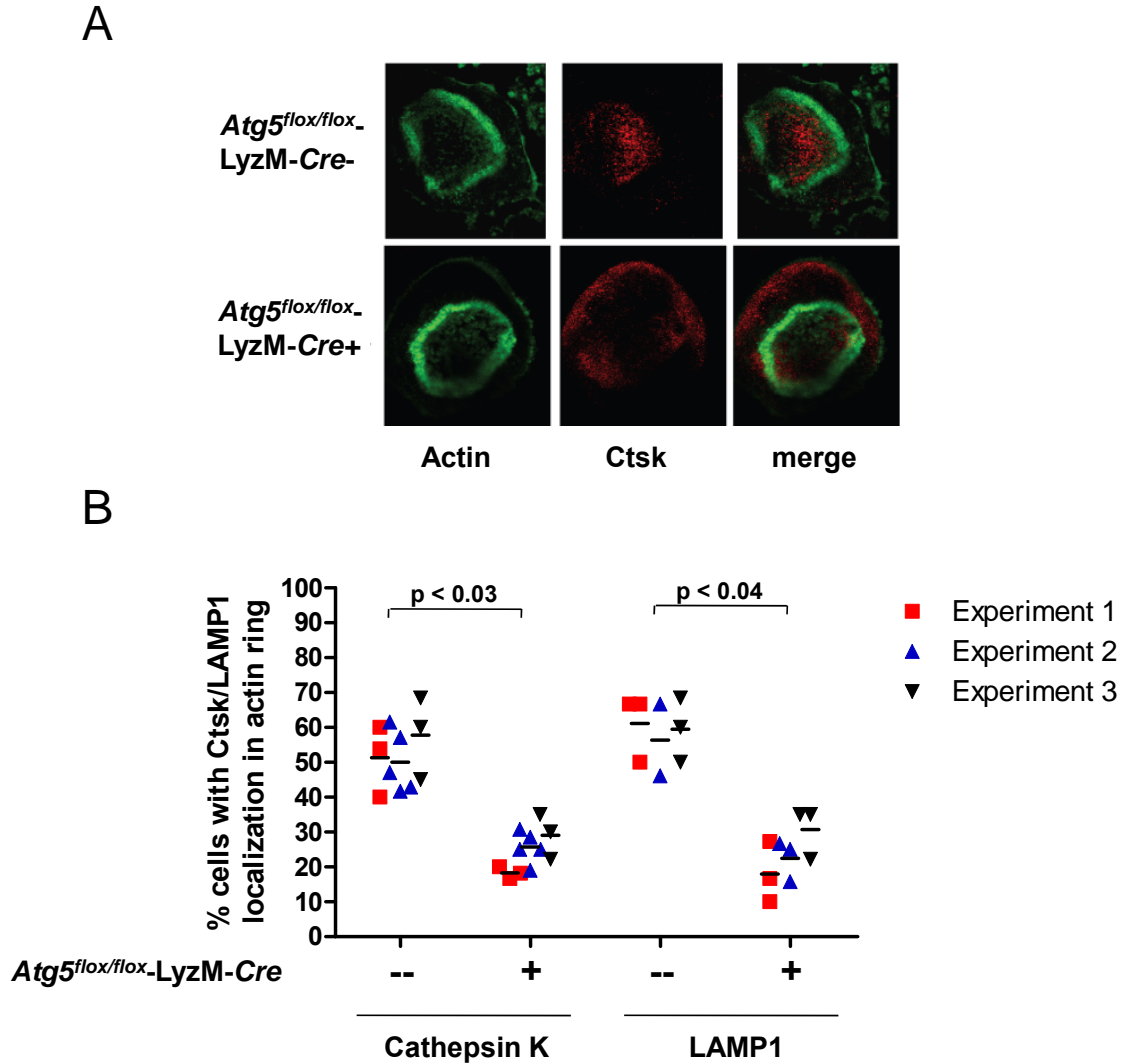 A
Atg5flox/flox-
LyzM-Cre-
Atg5flox/flox-
LyzM-Cre+
Actin Ctsk merge
B
% cells with Ctsk/LAMP1
localization in actin ring
100
90
80
70
60
50
40
30
20
10
0
p < 0.03
p < 0.04
Experiment 1
Experiment 2
Experiment 3
Atg5flox/flox-LyzM-Cre -- + -- +
Cathepsin K LAMP1